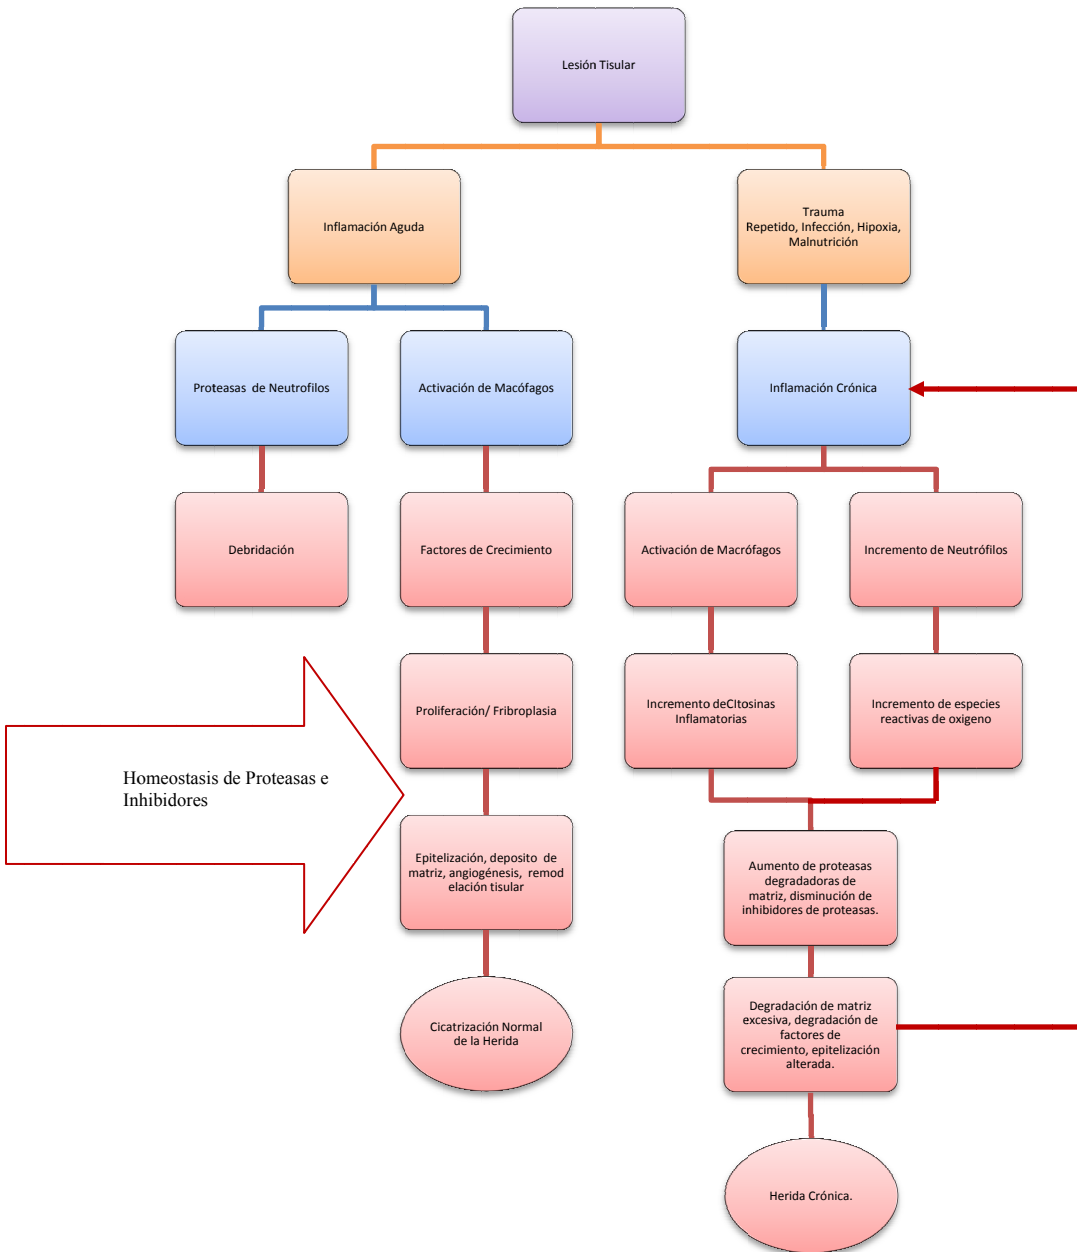 Lesión Tisular
Inflamación Aguda
Trauma
Repetido, Infección, Hipoxia,
Malnutrición
Proteasas de Neutrofilos
Activación de Macófagos
Inflamación Crónica
Debridación
Factores de Crecimiento
Activación de Macrófagos
Incremento de Neutrófilos
Proliferación/ Fribroplasia
Incremento deCItosinas
Inflamatorias
Incremento de especies
reactivas de oxigeno
Homeostasis de Proteasas e
Inhibidores
Epitelización, deposito de
matriz, angiogénesis, remod
elación tisular
Aumento de proteasas
degradadoras de
matriz, disminución de
inhibidores de proteasas.
Cicatrización Normal
de la Herida
Degradación de matriz
excesiva, degradación de
factores de
crecimiento, epitelización
alterada.
Herida Crónica.